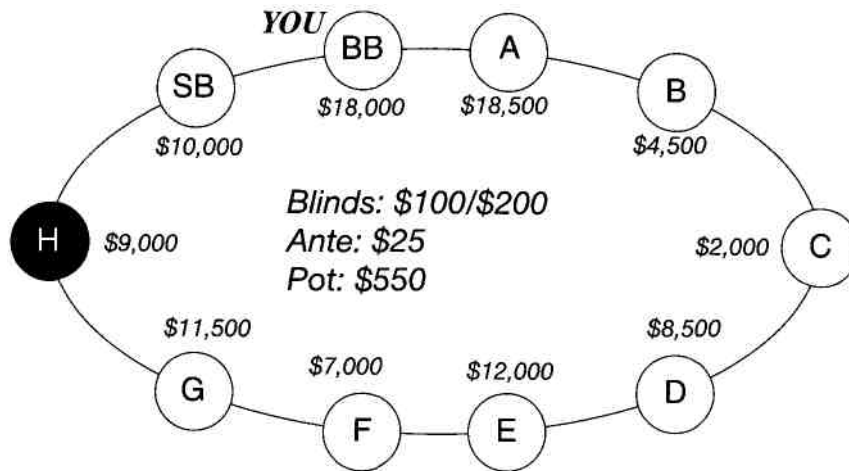 YOU
BB
A
SB
B
$18,000
$18,500
$10,000
$4,500
Blinds: $100/$200
Ante: $25
Pot: $550
H
$9,000
$2,000
C
$11,500
$8,500
$7,000
$12,000
G
F
E
D